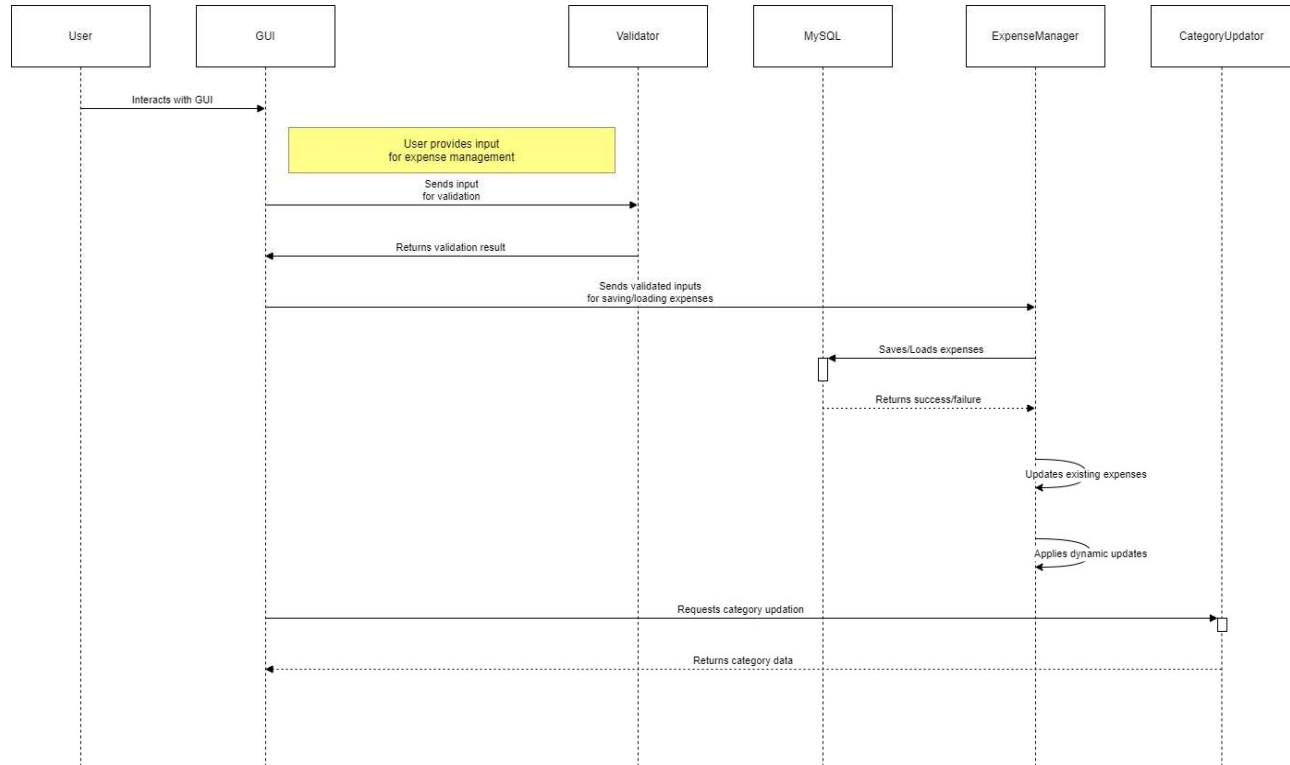 User
GUI
Validator
MySQL
ExpenseManager
CategoryUpdator
Interacts with GUI
User provides input
for expense management
Sends input
for validation
Returns validation result
Sends validated inputs
for saving/loading expenses
Saves/Loads expenses
Returns success/failure
Updates existing expenses
Applies dynamic updates
Requests category updation
Returns category data